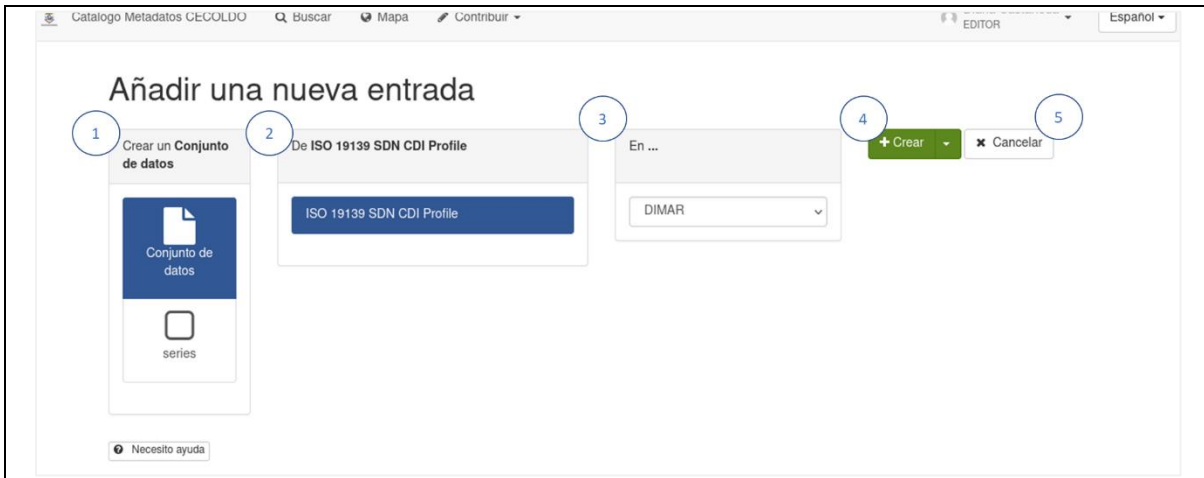 Catalogo Metadatos CECOLDO Buscar Mapa Contribuir
EDITOR
Español
Añadir una nueva entrada
1
Crear un Conjunto
de datos
Conjunto de
datos
series
2
De ISO 19139 SDN CDI Profile
ISO 19139 SDN CDI Profile
3
En ...
DIMAR
4
+ Crear
5
Cancelar
Necesito ayuda